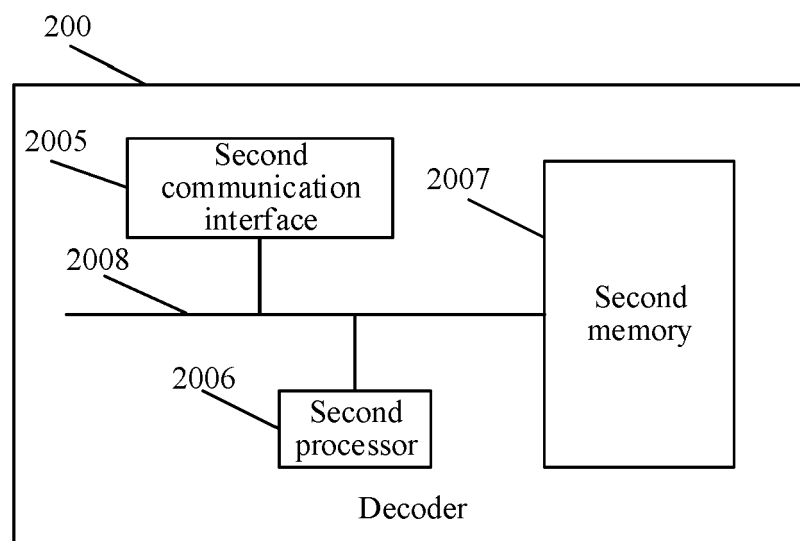 200
2005
Second
communication
interface
2007
2008
Second
memory
2006
Second
processor
Decoder